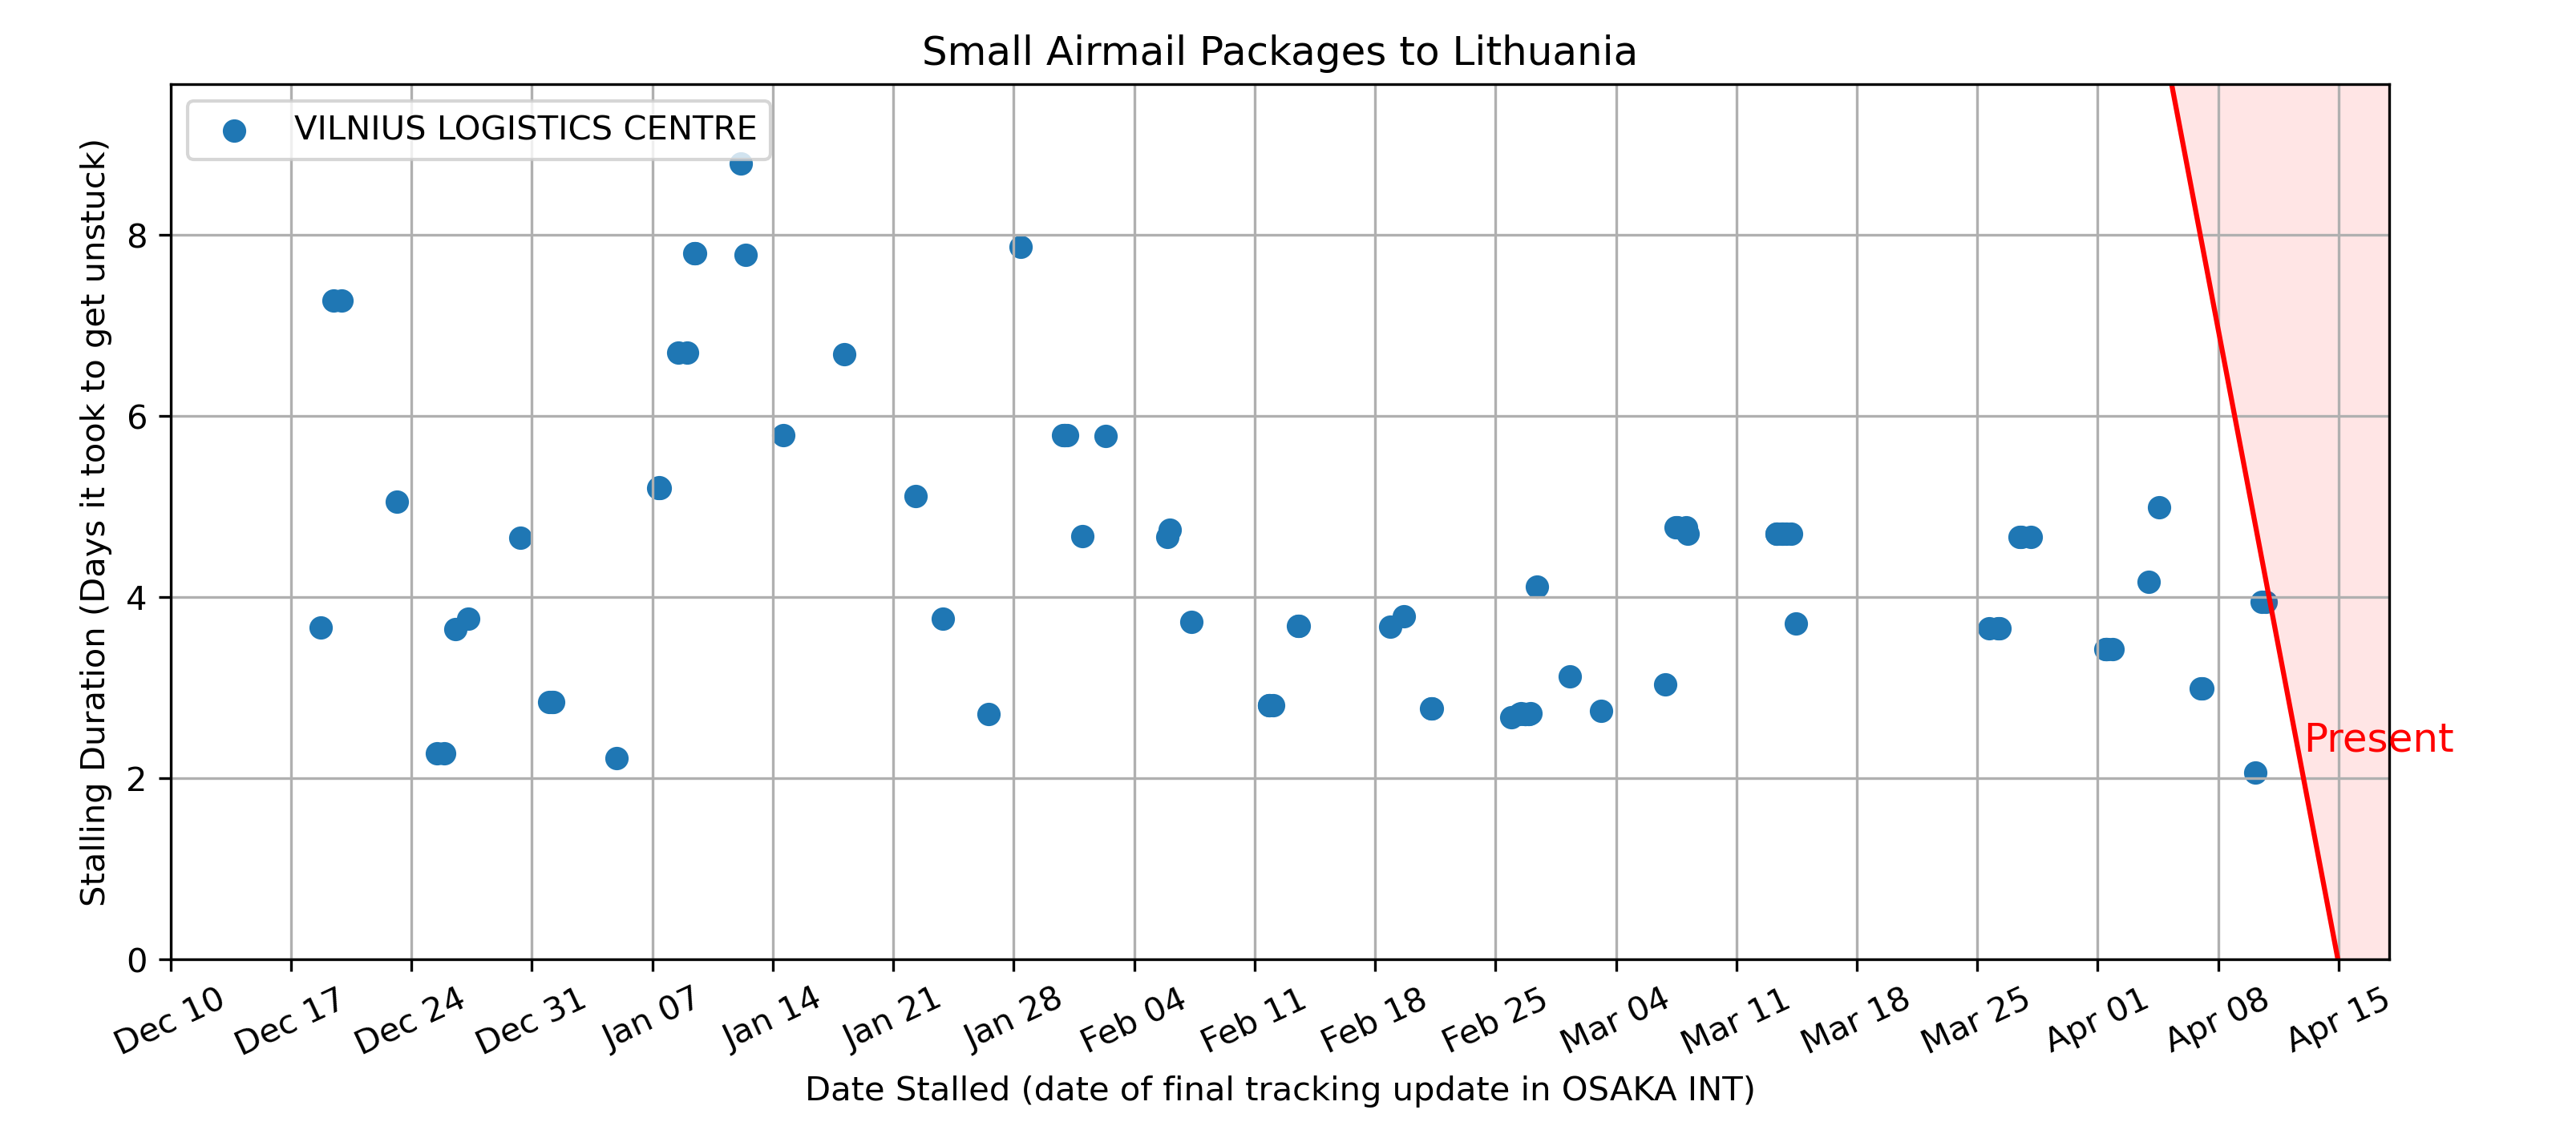 Small Airmail Packages to Lithuania
VILNIUS LOGISTICS CENTRE
Stalling Duration (Days it took to get unstuck)
8
6
4
2
0
Present
Dec 10
Dec 17
Dec 24
Dec 31
Jan 07
Jan 14
Jan 21
Jan 28
Feb 04
Feb 11
Feb 18
Feb 25
Mar 04
Mar 11
Mar 18
Mar 25
Apr 01
Apr 08
Apr 15
Date Stalled (date of final tracking update in OSAKA INT)